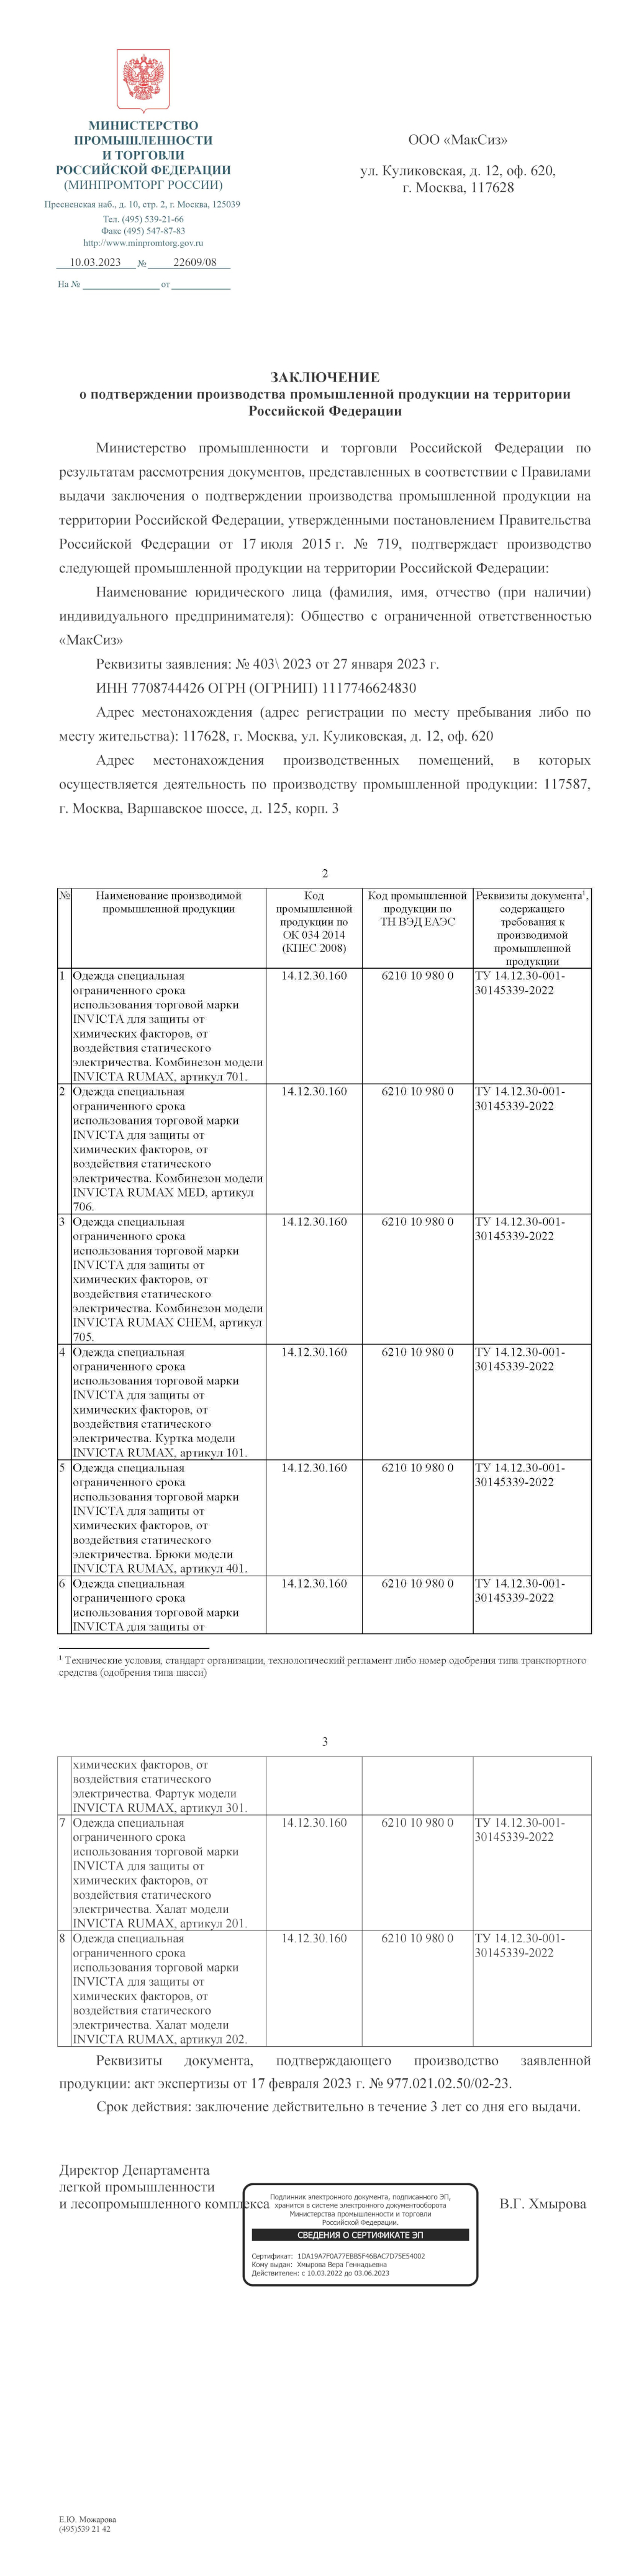 МИНИСТЕРСТВО
ПРОМЫШЛЕННОСТИ
И ТОРГОВЛИ
РОССИЙСКОЙ ФЕДЕРАЦИИ
(МИНПРОМТОРГ РОССИИ)
Пресненская наб., д. 10, стр. 2, г. Москва, 125039
Тел. (495) 539-21-66
Факс (495) 547-87-83
http://www.minpromtorg.gov.ru
10.03.2023 № 22609/08
На № от
ООО «МакСиз»
ул. Куликовская, д. 12, оф. 620,
г. Москва, 117628
ЗАКЛЮЧЕНИЕ
о подтверждении производства промышленной продукции на территории
Российской Федерации
Министерство промышленности и торговли Российской Федерации по
результатам рассмотрения документов, представленных в соответствии с Правилами
выдачи заключения о подтверждении производства промышленной продукции на
территории Российской Федерации, утвержденными постановлением Правительства
Российской Федерации от 17 июля 2015 г. № 719, подтверждает производство
следующей промышленной продукции на территории Российской Федерации:
Наименование юридического лица (фамилия, имя, отчество (при наличии)
индивидуального предпринимателя): Общество с ограниченной ответственностью
«МакСиз»
Реквизиты заявления: № 403\ 2023 от 27 января 2023 г.
ИНН 7708744426 ОГРН (ОГРНИП) 1117746624830
Адрес местонахождения (адрес регистрации по месту пребывания либо по
месту жительства): 117628, г. Москва, ул. Куликовская, д. 12, оф. 620
Адрес местонахождения производственных помещений, в которых
осуществляется деятельность по производству промышленной продукции: 117587,
г. Москва, Варшавское шоссе, д. 125, корп. 3
2
№ Наименование производимой Код Код промышленной Реквизиты документа¹,
промышленной продукции промышленной продукции по содержащего
продукции по ТН ВЭД ЕАЭС требования к
ОК 034 2014 производимой
(КПЕС 2008) промышленной
продукции
1 Одежда специальная 14.12.30.160 6210 10 980 0 ТУ 14.12.30-001-
ограниченного срока 30145339-2022
использования торговой марки
INVICTA для защиты от
химических факторов, от
воздействия статического
электричества. Комбинезон модели
INVICTA RUMAX, артикул 701.
2 Одежда специальная 14.12.30.160 6210 10 980 0 ТУ 14.12.30-001-
ограниченного срока 30145339-2022
использования торговой марки
INVICTA для защиты от
химических факторов, от
воздействия статического
электричества. Комбинезон модели
INVICTA RUMAX MED, артикул
706.
3 Одежда специальная 14.12.30.160 6210 10 980 0 ТУ 14.12.30-001-
ограниченного срока 30145339-2022
использования торговой марки
INVICTA для защиты от
химических факторов, от
воздействия статического
электричества. Комбинезон модели
INVICTA RUMAX CHEM, артикул
705.
4 Одежда специальная 14.12.30.160 6210 10 980 0 ТУ 14.12.30-001-
ограниченного срока 30145339-2022
использования торговой марки
INVICTA для защиты от
химических факторов, от
воздействия статического
электричества. Куртка модели
INVICTA RUMAX, артикул 101.
5 Одежда специальная 14.12.30.160 6210 10 980 0 ТУ 14.12.30-001-
ограниченного срока 30145339-2022
использования торговой марки
INVICTA для защиты от
химических факторов, от
воздействия статического
электричества. Брюки модели
INVICTA RUMAX, артикул 401.
6 Одежда специальная 14.12.30.160 6210 10 980 0 ТУ 14.12.30-001-
ограниченного срока 30145339-2022
использования торговой марки
INVICTA для защиты от
¹ Технические условия, стандарт организации, технологический регламент либо номер одобрения типа транспортного
средства (одобрения типа шасси)
3
химических факторов, от
воздействия статического
электричества. Фартук модели
INVICTA RUMAX, артикул 301.
7 Одежда специальная 14.12.30.160 6210 10 980 0 ТУ 14.12.30-001-
ограниченного срока 30145339-2022
использования торговой марки
INVICTA для защиты от
химических факторов, от
воздействия статического
электричества. Халат модели
INVICTA RUMAX, артикул 201.
8 Одежда специальная 14.12.30.160 6210 10 980 0 ТУ 14.12.30-001-
ограниченного срока 30145339-2022
использования торговой марки
INVICTA для защиты от
химических факторов, от
воздействия статического
электричества. Халат модели
INVICTA RUMAX, артикул 202.
Реквизиты документа, подтверждающего производство заявленной
продукции: акт экспертизы от 17 февраля 2023 г. № 977.021.02.50/02-23.
Срок действия: заключение действительно в течение 3 лет со дня его выдачи.
Директор Департамента
легкой промышленности
и лесопромышленного комплекса
В.Г. Хмырова
Подлинник электронного документа, подписанного ЭП,
хранится в системе электронного документооборота
Министерства промышленности и торговли
Российской Федерации.
СВЕДЕНИЯ О СЕРТИФИКАТЕ ЭП
Сертификат: 1DA19A7F0A77EBB5F46BAC7D75E54002
Кому выдан: Хмырова Вера Геннадьевна
Действителен: с 10.03.2022 до 03.06.2023
Е.Ю. Можарова
(495)539 21 42